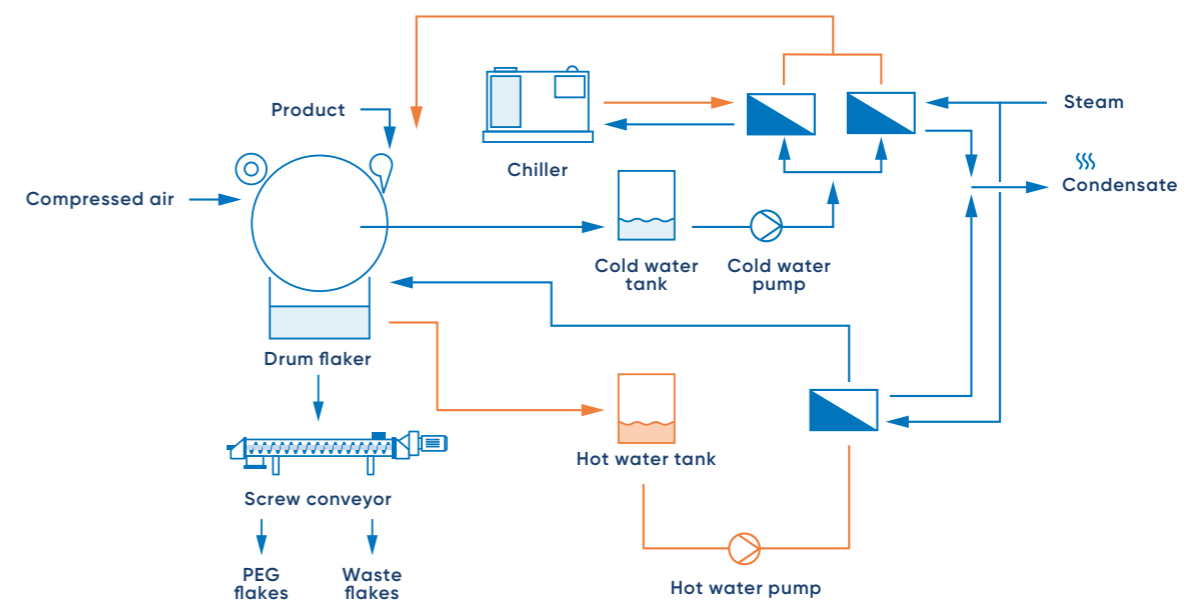 Product
Steam
Chiller
Condensate
Compressed air
Cold water
tank
Cold water
pump
Drum flaker
Hot water tank
Screw conveyor
PEG
flakes
Waste
flakes
Hot water pump